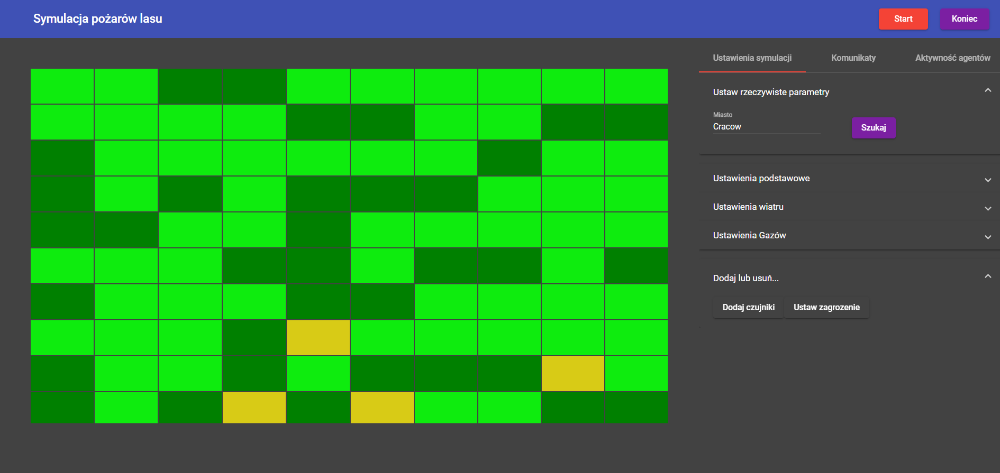 Symulacja pożarów lasu
Start
Koniec
Ustawienia symulacji
Komunikaty
Aktywność agentów
Ustaw rzeczywiste parametry
Miasto
Cracow
Szukaj
Ustawienia podstawowe
Ustawienia wiatru
Ustawienia Gazów
Dodaj lub usuń...
Dodaj czujniki
Ustaw zagrozenie